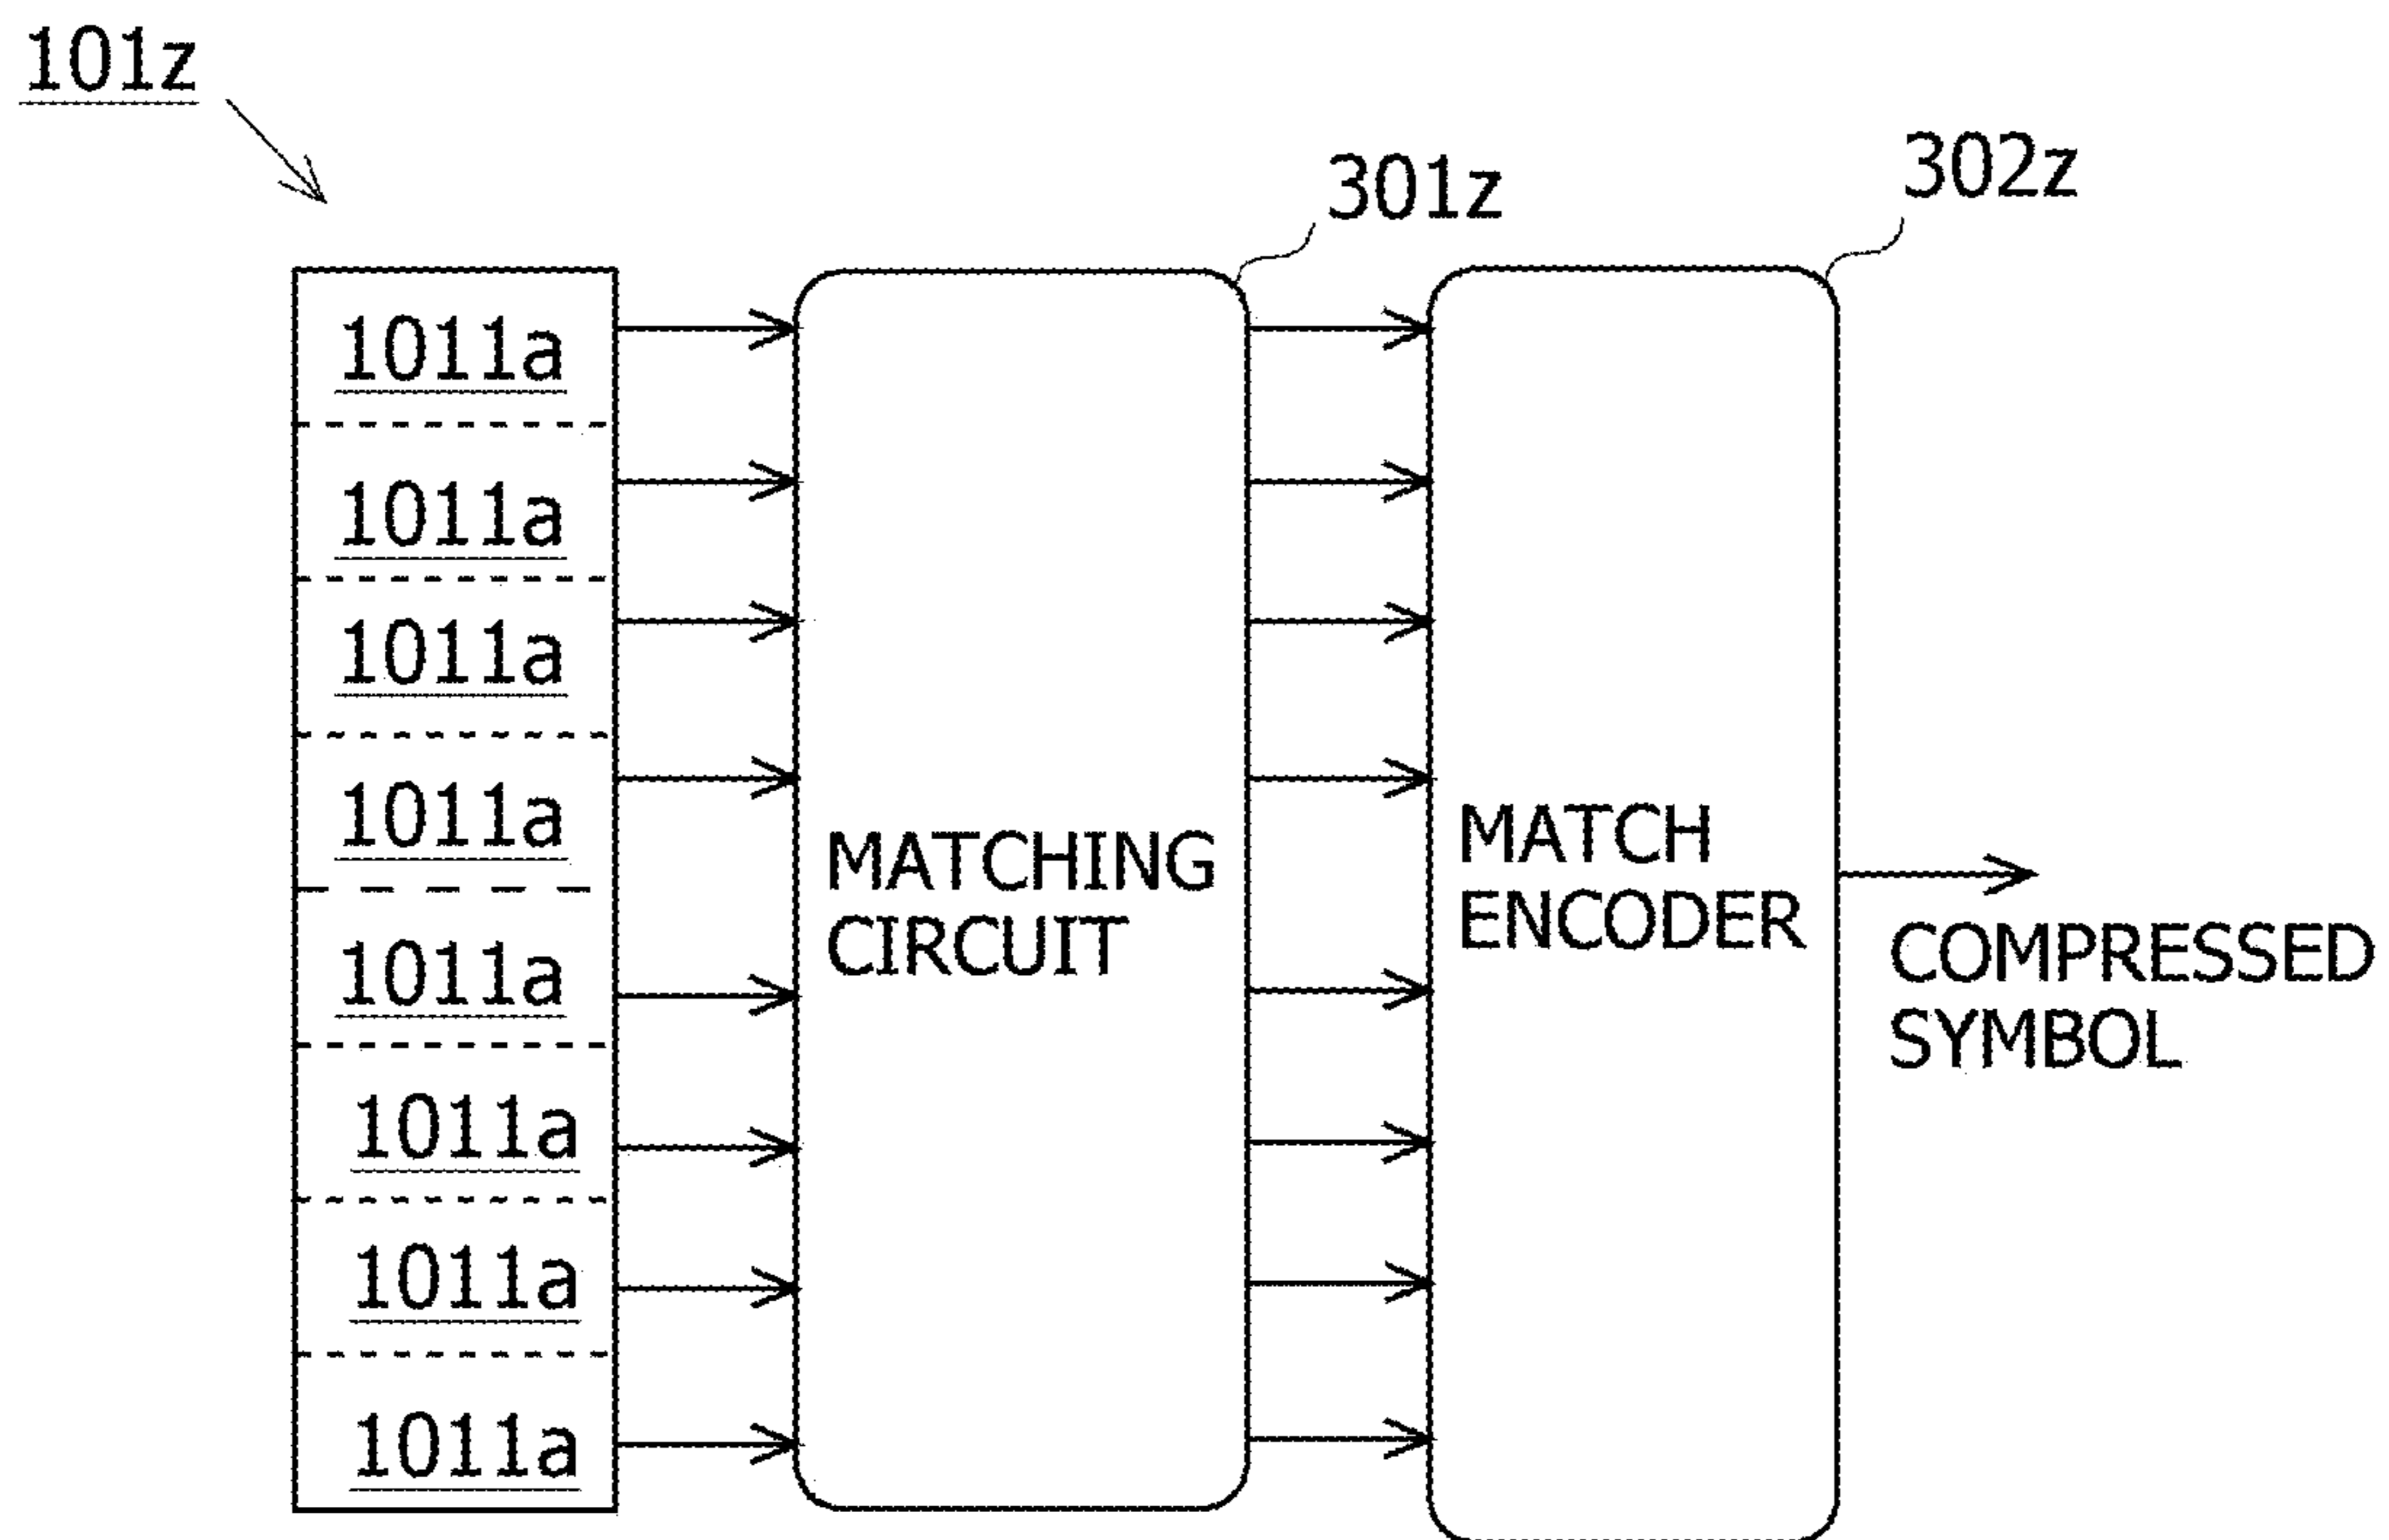 101z
301z
302z
1011a
1011a
1011a
1011a
1011a
1011a
1011a
1011a
MATCHING
CIRCUIT
MATCH
ENCODER
COMPRESSED
SYMBOL